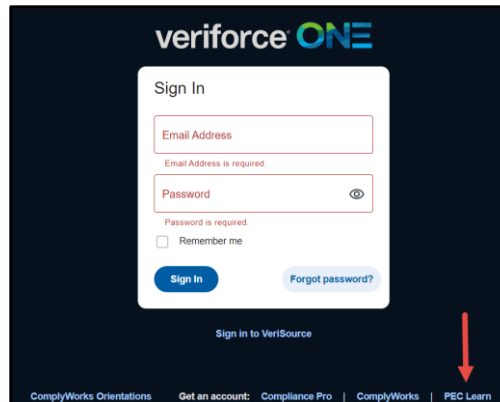 veriforce ONE
Sign In
Email Address
Email Address is required.
Password
Password is required.
Remember me
Sign In Forgot password?
Sign in to VeriSource
ComplyWorks Orientations Get an account: Compliance Pro | ComplyWorks | PEC Learn